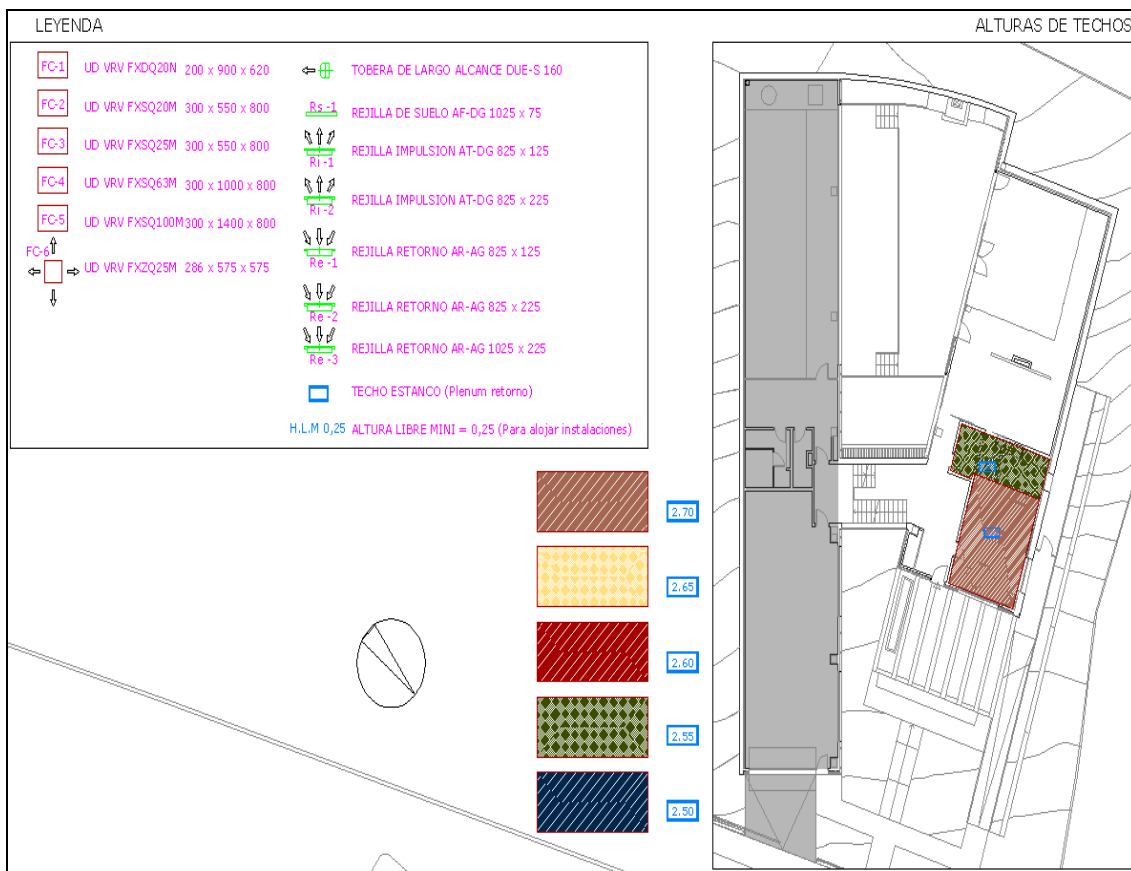 LEYENDA
ALTURAS DE TECHOS
FC-1 UD VRV FXDQ20N 200 x 900 x 620
FC-2 UD VRV FXSQ20M 300 x 550 x 800
FC-3 UD VRV FXSQ25M 300 x 550 x 800
FC-4 UD VRV FXSQ63M 300 x 1000 x 800
FC-5 UD VRV FXSQ100M 300 x 1400 x 800
FC-6 UD VRV FXZQ25M 286 x 575 x 575
TOBERA DE LARGO ALCANCE DUE-S 160
Rs -1 REJILLA DE SUELO AF-DG 1025 x 75
Ri -1 REJILLA IMPULSION AT-DG 825 x 125
Ri -2 REJILLA IMPULSION AT-DG 825 x 225
Re -1 REJILLA RETORNO AR-AG 825 x 125
Re -2 REJILLA RETORNO AR-AG 825 x 225
Re -3 REJILLA RETORNO AR-AG 1025 x 225
TECHO ESTANCO (Plenum retorno)
H.L.M 0,25 ALTURA LIBRE MINI = 0,25 (Para alojar instalaciones)
2.70
2.65
2.60
2.55
2.50